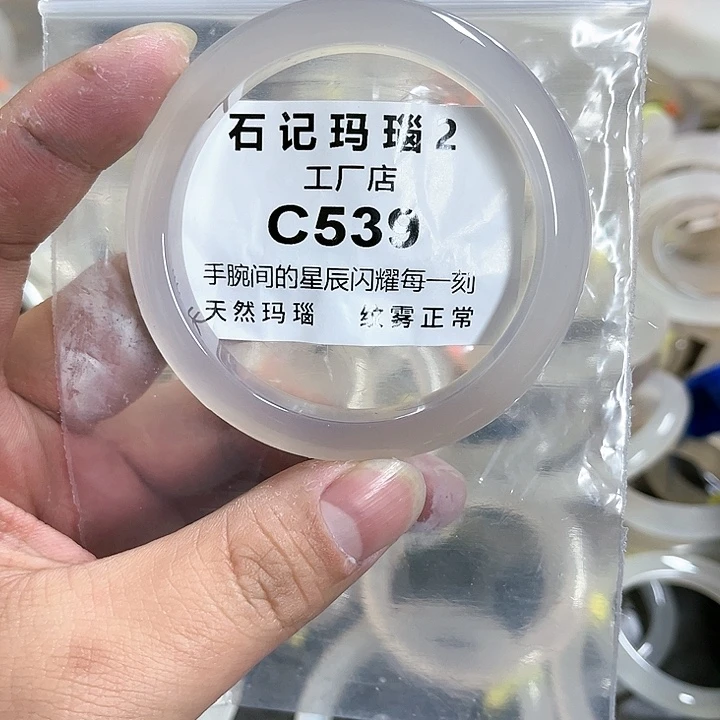 石记玛瑙2
工厂店
C539
手腕间的星辰闪耀每一刻
天然玛瑙 纹雾正常